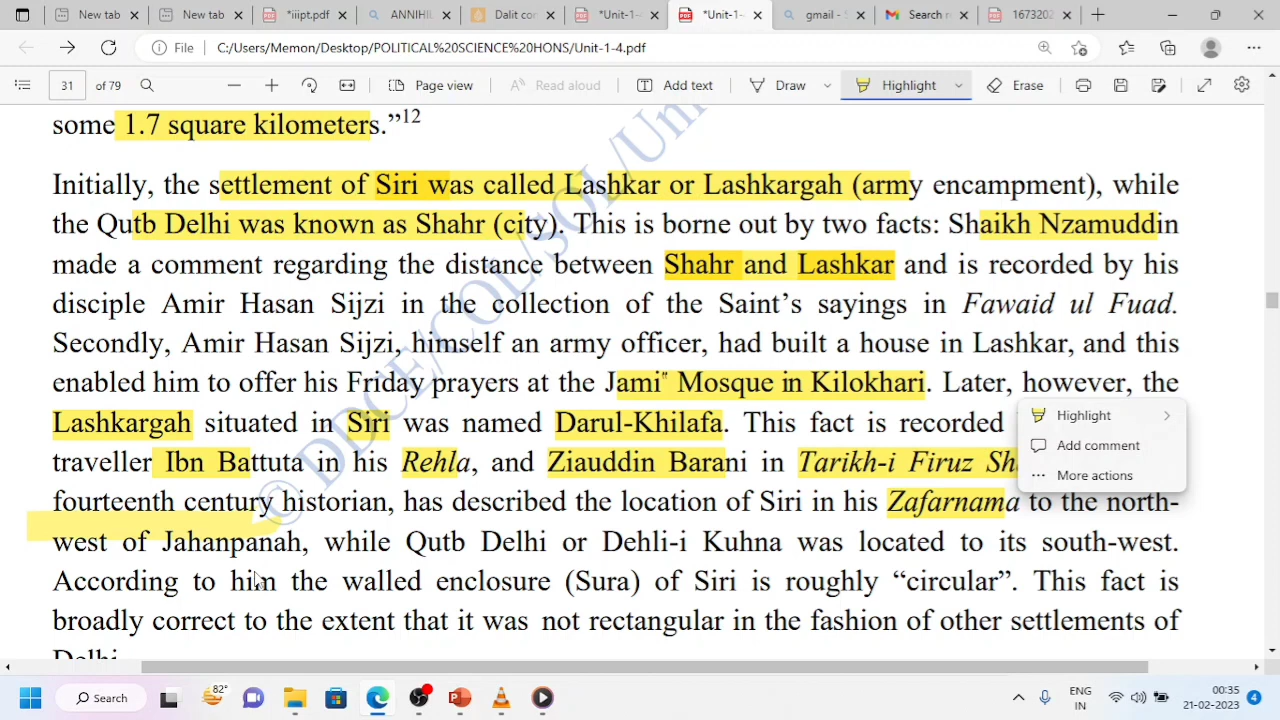 New tab
New tab
*iiipt.pdf
ANNIHIL
Dalit cor
*Unit-1-
*Unit-1-
gmail - S
Search r
1673202
File
C:/Users/Memon/Desktop/POLITICAL%20SCIENCE%20HONS/Unit-1-4.pdf
31 of 79
Page view
Read aloud
Add text
Draw
Highlight
Erase
some 1.7 square kilometers.”12
Initially, the settlement of Siri was called Lashkar or Lashkargah (army encampment), while
the Qutb Delhi was known as Shahr (city). This is borne out by two facts: Shaikh Nzamuddin
made a comment regarding the distance between Shahr and Lashkar and is recorded by his
disciple Amir Hasan Sijzi in the collection of the Saint’s sayings in Fawaid ul Fuad.
Secondly, Amir Hasan Sijzi, himself an army officer, had built a house in Lashkar, and this
enabled him to offer his Friday prayers at the Jami" Mosque in Kilokhari. Later, however, the
Lashkargah situated in Siri was named Darul-Khilafa. This fact is recorded
traveller Ibn Battuta in his Rehla, and Ziauddin Barani in Tarikh-i Firuz Sh
fourteenth century historian, has described the location of Siri in his Zafarnama to the north-
west of Jahanpanah, while Qutb Delhi or Dehli-i Kuhna was located to its south-west.
According to him the walled enclosure (Sura) of Siri is roughly “circular”. This fact is
broadly correct to the extent that it was not rectangular in the fashion of other settlements of
Delhi.
© DDCE/COL/SOL/Uni
Highlight
Add comment
More actions
82°
Search
ENG
IN
00:35
21-02-2023
4